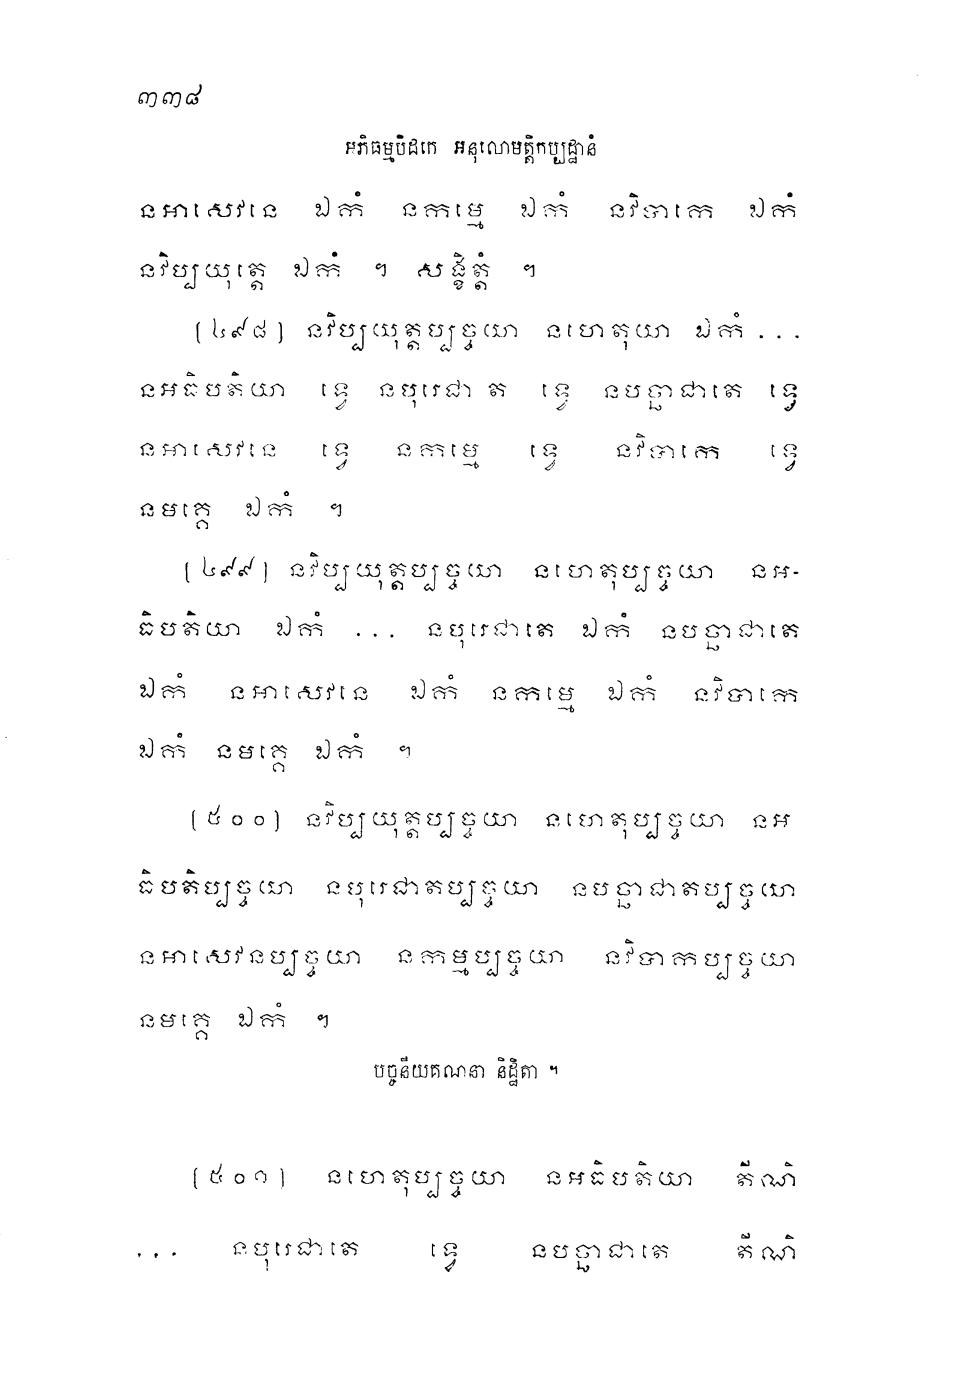 ៣៣៨
អភិធម្មបិដកេ អនុលោមត្តិកប្បដ្ឋានំ
នអាសេវនេ ឯកំ នកម្មេ ឯកំ នវិបាកេ ឯកំ
នវិប្បយុត្តេ ឯកំ ។ សង្ខិត្តំ ។
(៤៩៨) នវិប្បយុត្តប្បច្ចយា នហេតុយា ឯកំ ...
នអធិបតិយា ទ្វេ នបុរេជាតេ ទ្វេ នបច្ឆាជាតេ ទ្វេ
នអាសេវនេ ទ្វេ នកម្មេ ទ្វេ នវិបាកេ ទ្វេ
នមគ្គេ ឯកំ ។
(៤៩៩) នវិប្បយុត្តប្បច្ចយា នហេតុប្បច្ចយា នអ-
ធិបតិយា ឯកំ ... នបុរេជាតេ ឯកំ នបច្ឆាជាតេ
ឯកំ នអាសេវនេ ឯកំ នកម្មេ ឯកំ នវិបាកេ
ឯកំ នមគ្គេ ឯកំ ។
(៥០០) នវិប្បយុត្តប្បច្ចយា នហេតុប្បច្ចយា នអ
ធិបតិប្បច្ចយា នបុរេជាតប្បច្ចយា នបច្ឆាជាតប្បច្ចយា
នអាសេវនប្បច្ចយា នកម្មប្បច្ចយា នវិបាកប្បច្ចយា
នមគ្គេ ឯកំ ។
បច្ចនីយគណនា និដ្ឋិតា ។
(៥០១) នហេតុប្បច្ចយា នអធិបតិយា តីណិ
... នបុរេជាតេ ទ្វេ នបច្ឆាជាតេ តីណិ